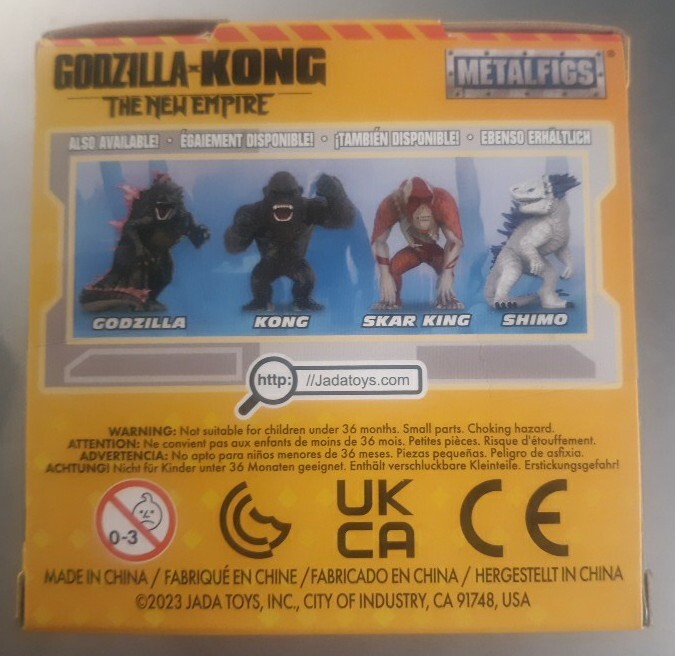 GODZILLA × KONG
THE NEW EMPIRE
METALFIGS®
ALSO AVAILABLE! • ÉGAIEMENT DISPONIBLE! • ¡TAMBIÉN DISPONIBLE! • EBENSO ERHÄLTLICH
GODZILLA KONG SKAR KING SHIMO
http: //Jadatoys.com
WARNING: Not suitable for children under 36 months. Small parts. Choking hazard.
ATTENTION: Ne convient pas aux enfants de moins de 36 mois. Petites pièces. Risque d'étouffement.
ADVERTENCIA: No apto para niños menores de 36 meses. Piezas pequeñas. Peligro de asfixia.
ACHTUNG! Nicht für Kinder unter 36 Monaten geeignet. Enthält verschluckbare Kleinteile. Erstickungsgefahr!
0-3
UK
CA
CE
MADE IN CHINA / FABRIQUÉ EN CHINE / FABRICADO EN CHINA / HERGESTELLT IN CHINA
©2023 JADA TOYS, INC., CITY OF INDUSTRY, CA 91748, USA